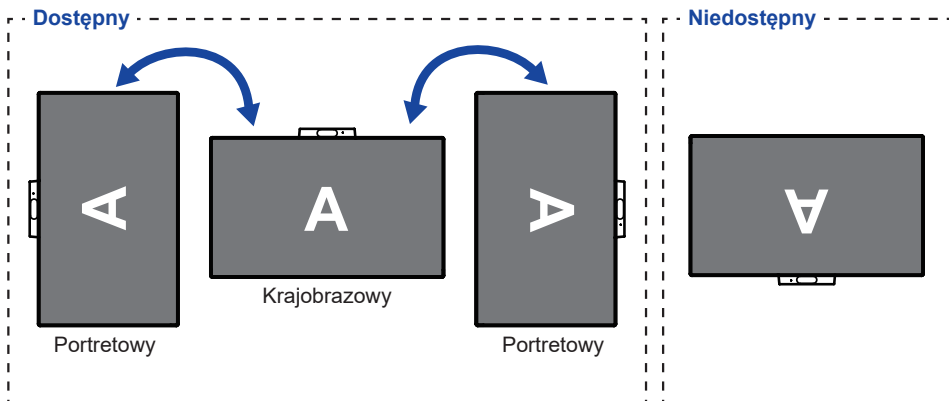 Dostępny
Niedostępny
A
A
A
A
Krajobrazowy
Portretowy
Portretowy